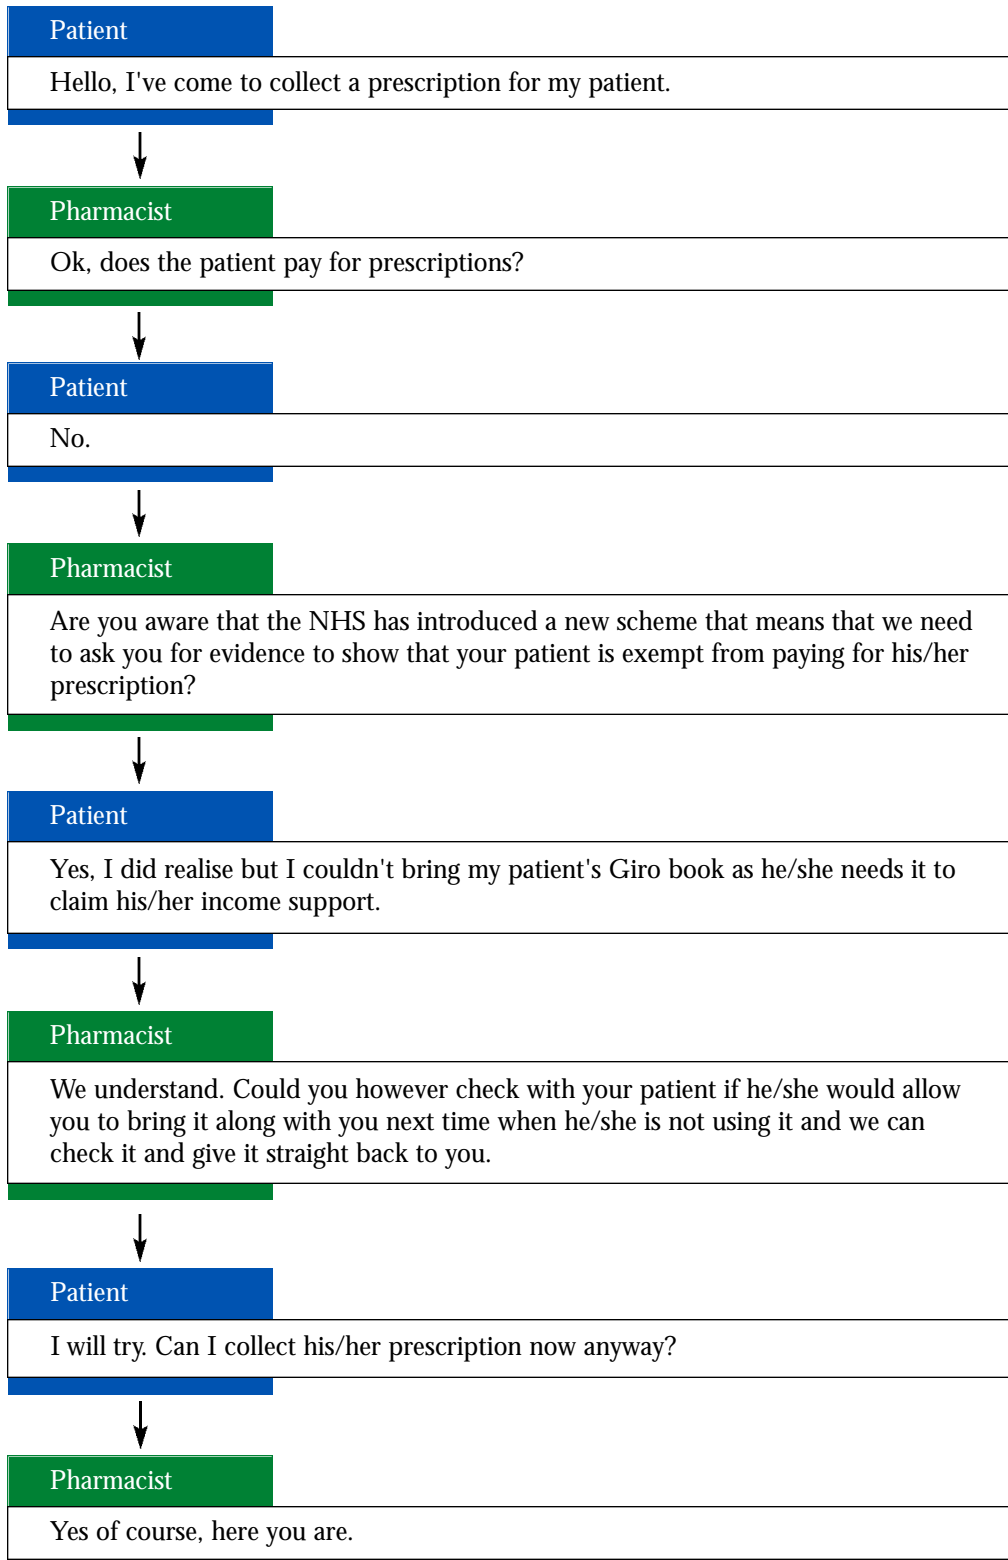 Patient
Hello, I've come to collect a prescription for my patient.
Pharmacist
Ok, does the patient pay for prescriptions?
Patient
No.
Pharmacist
Are you aware that the NHS has introduced a new scheme that means that we need
to ask you for evidence to show that your patient is exempt from paying for his/her
prescription?
Patient
Yes, I did realise but I couldn't bring my patient's Giro book as he/she needs it to
claim his/her income support.
Pharmacist
We understand. Could you however check with your patient if he/she would allow
you to bring it along with you next time when he/she is not using it and we can
check it and give it straight back to you.
Patient
I will try. Can I collect his/her prescription now anyway?
Pharmacist
Yes of course, here you are.